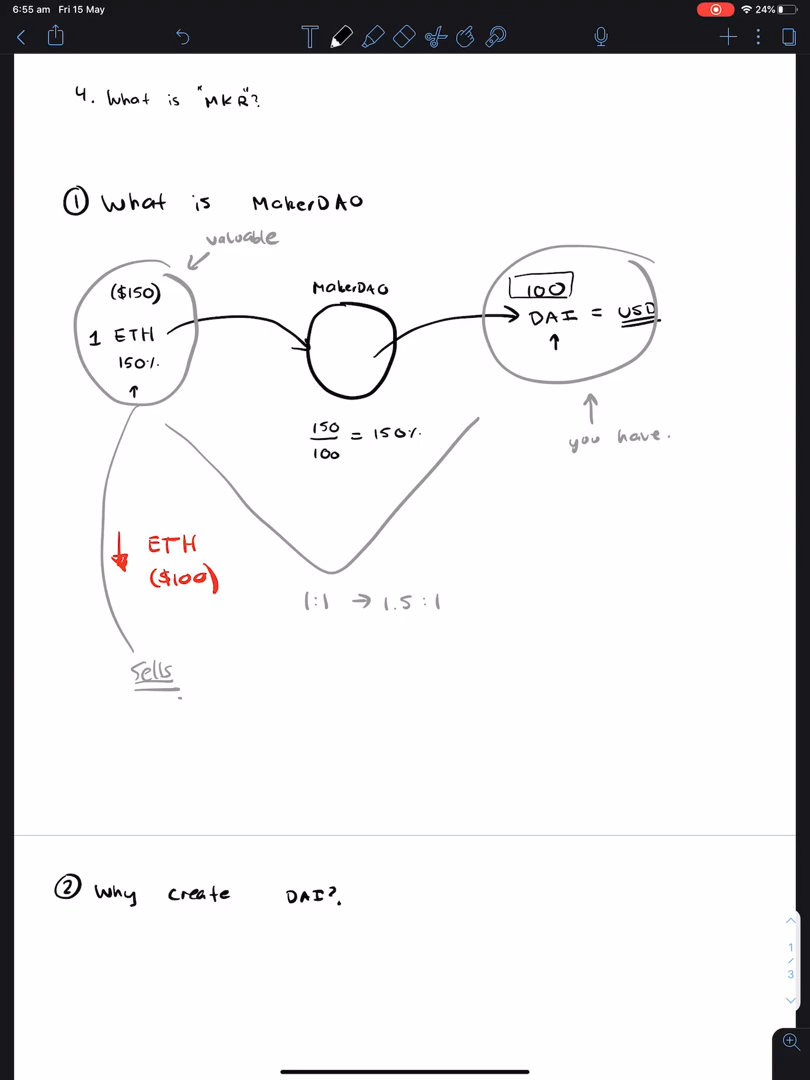 6:55 am Fri 15 May
24%
T
4. What is "MKR"?
① What is MakerDAO
valuable
($150)
1 ETH
150%
MakerDAO
100
DAI = USD
150
100
= 150%
you have.
ETH
($100)
1:1 → 1.5:1
Sells
② Why create DAI?
1
/
3